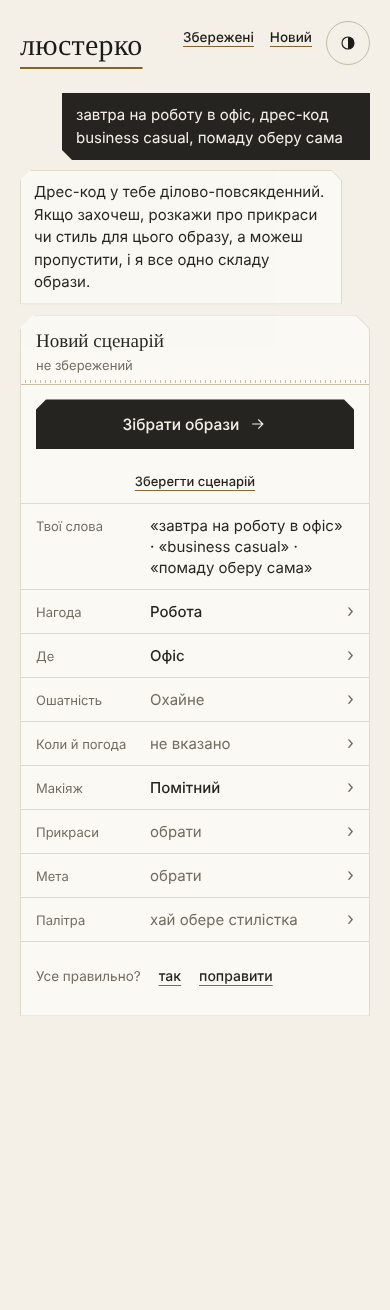 люстерко
Збережені Новий
завтра на роботу в офіс, дрес-код
business casual, помаду оберу сама
Дрес-код у тебе ділово-повсякденний.
Якщо захочеш, розкажи про прикраси
чи стиль для цього образу, а можеш
пропустити, і я все одно складу
образи.
Новий сценарій
не збережений
Зібрати образи →
Зберегти сценарій
Твої слова «завтра на роботу в офіс»
· «business casual» ·
«помаду оберу сама»
Нагода Робота
Де Офіс
Ошатність Охайне
Коли й погода не вказано
Макіяж Помітний
Прикраси обрати
Мета обрати
Палітра хай обере стилістка
Усе правильно? так поправити